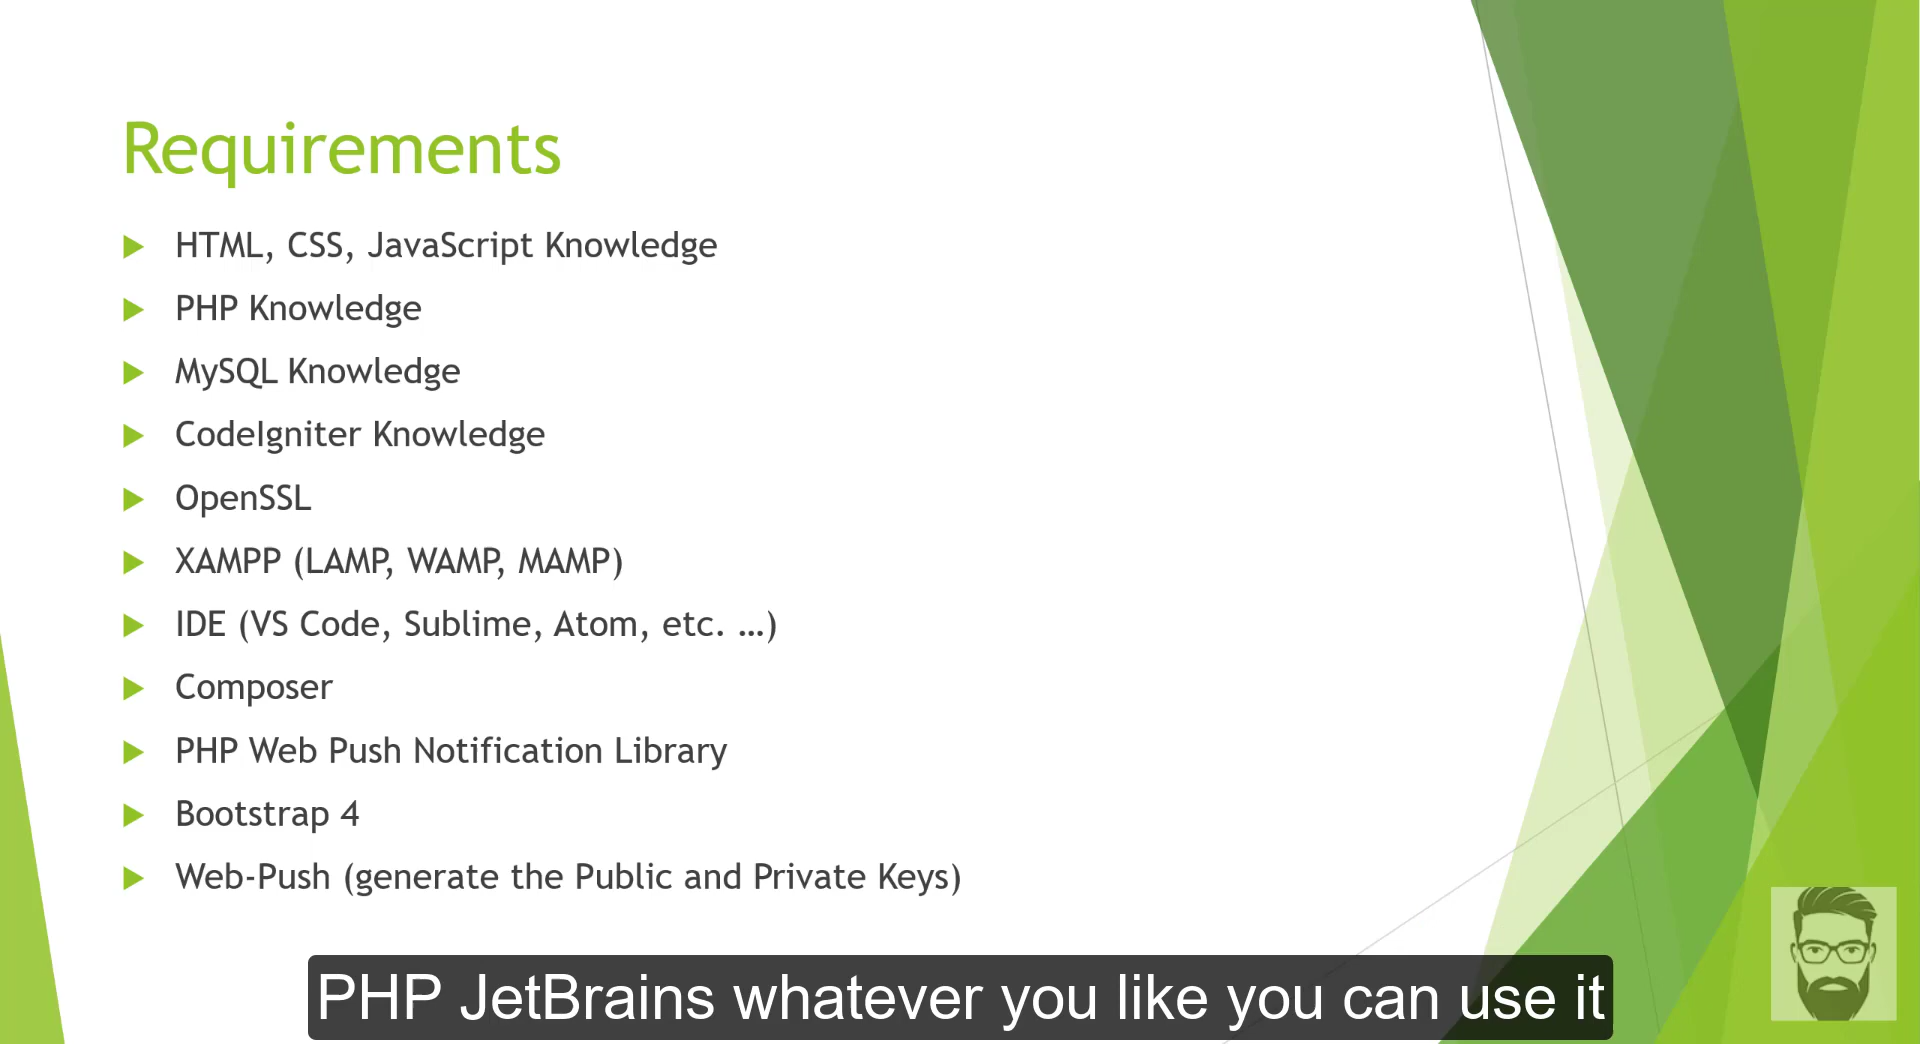 Requirements
HTML, CSS, JavaScript Knowledge
PHP Knowledge
MySQL Knowledge
CodeIgniter Knowledge
OpenSSL
XAMPP (LAMP, WAMP, MAMP)
IDE (VS Code, Sublime, Atom, etc. …)
Composer
PHP Web Push Notification Library
Bootstrap 4
Web-Push (generate the Public and Private Keys)
PHP JetBrains whatever you like you can use it